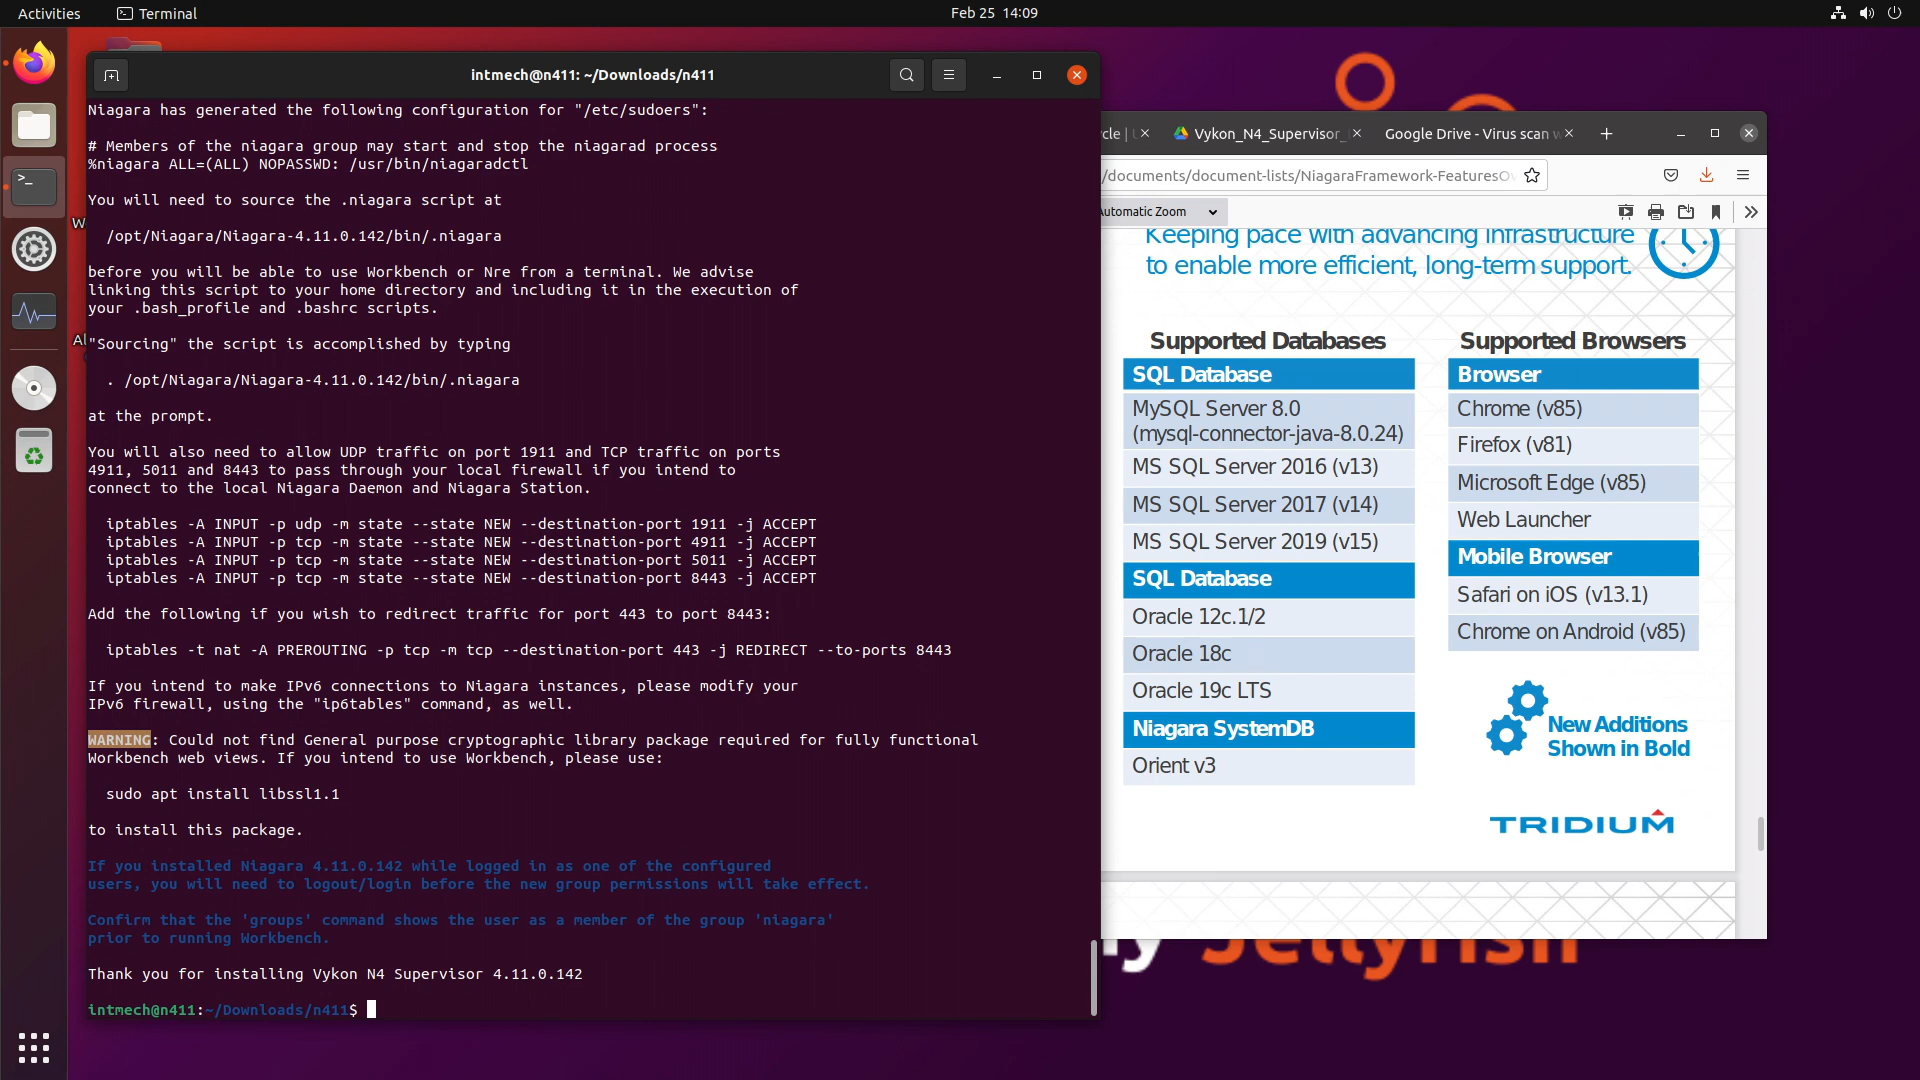 Activities
Terminal
Feb 25 14:09
intmech@n411: ~/Downloads/n411
Niagara has generated the following configuration for "/etc/sudoers":
# Members of the niagara group may start and stop the niagarad process
%niagara ALL=(ALL) NOPASSWD: /usr/bin/niagaradctl
You will need to source the .niagara script at
/opt/Niagara/Niagara-4.11.0.142/bin/.niagara
before you will be able to use Workbench or Nre from a terminal. We advise
linking this script to your home directory and including it in the execution of
your .bash_profile and .bashrc scripts.
"Sourcing" the script is accomplished by typing
. /opt/Niagara/Niagara-4.11.0.142/bin/.niagara
at the prompt.
You will also need to allow UDP traffic on port 1911 and TCP traffic on ports
4911, 5011 and 8443 to pass through your local firewall if you intend to
connect to the local Niagara Daemon and Niagara Station.
iptables -A INPUT -p udp -m state --state NEW --destination-port 1911 -j ACCEPT
iptables -A INPUT -p tcp -m state --state NEW --destination-port 4911 -j ACCEPT
iptables -A INPUT -p tcp -m state --state NEW --destination-port 5011 -j ACCEPT
iptables -A INPUT -p tcp -m state --state NEW --destination-port 8443 -j ACCEPT
Add the following if you wish to redirect traffic for port 443 to port 8443:
iptables -t nat -A PREROUTING -p tcp -m tcp --destination-port 443 -j REDIRECT --to-ports 8443
If you intend to make IPv6 connections to Niagara instances, please modify your
IPv6 firewall, using the "ip6tables" command, as well.
WARNING: Could not find General purpose cryptographic library package required for fully functional
Workbench web views. If you intend to use Workbench, please use:
sudo apt install libssl1.1
to install this package.
If you installed Niagara 4.11.0.142 while logged in as one of the configured
users, you will need to logout/login before the new group permissions will take effect.
Confirm that the 'groups' command shows the user as a member of the group 'niagara'
prior to running Workbench.
Thank you for installing Vykon N4 Supervisor 4.11.0.142
intmech@n411:~/Downloads/n411$
Vykon_N4_Supervisor_
Google Drive - Virus scan w
/documents/document-lists/NiagaraFramework-FeaturesOv
Automatic Zoom
Keeping pace with advancing infrastructure
to enable more efficient, long-term support.
Supported Databases
SQL Database
MySQL Server 8.0
(mysql-connector-java-8.0.24)
MS SQL Server 2016 (v13)
MS SQL Server 2017 (v14)
MS SQL Server 2019 (v15)
SQL Database
Oracle 12c.1/2
Oracle 18c
Oracle 19c LTS
Niagara SystemDB
Orient v3
Supported Browsers
Browser
Chrome (v85)
Firefox (v81)
Microsoft Edge (v85)
Web Launcher
Mobile Browser
Safari on iOS (v13.1)
Chrome on Android (v85)
New Additions
Shown in Bold
TRIDIUM
Jellyfish